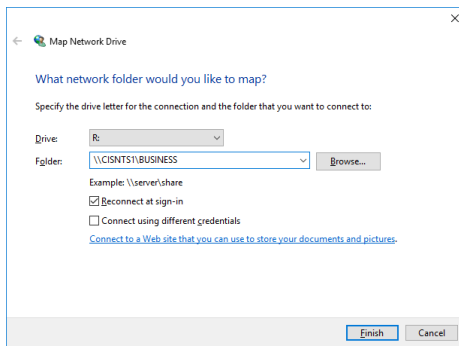 Map Network Drive
What network folder would you like to map?
Specify the drive letter for the connection and the folder that you want to connect to:
Drive: R:
Folder: \\CISNTS1\BUSINESS Browse...
Example: \\server\share
Reconnect at sign-in
Connect using different credentials
Connect to a Web site that you can use to store your documents and pictures.
Finish Cancel